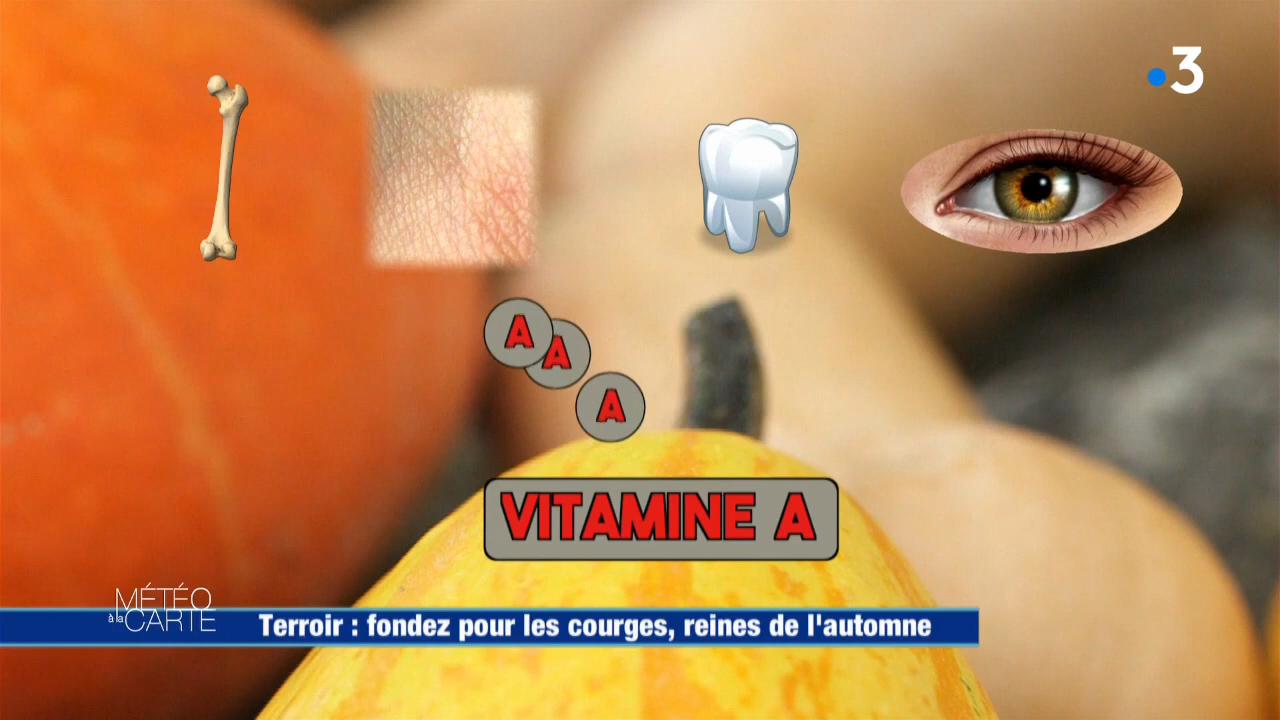 3
A
A
A
VITAMINE A
MÉTÉO
à la CARTE
Terroir : fondez pour les courges, reines de l'automne